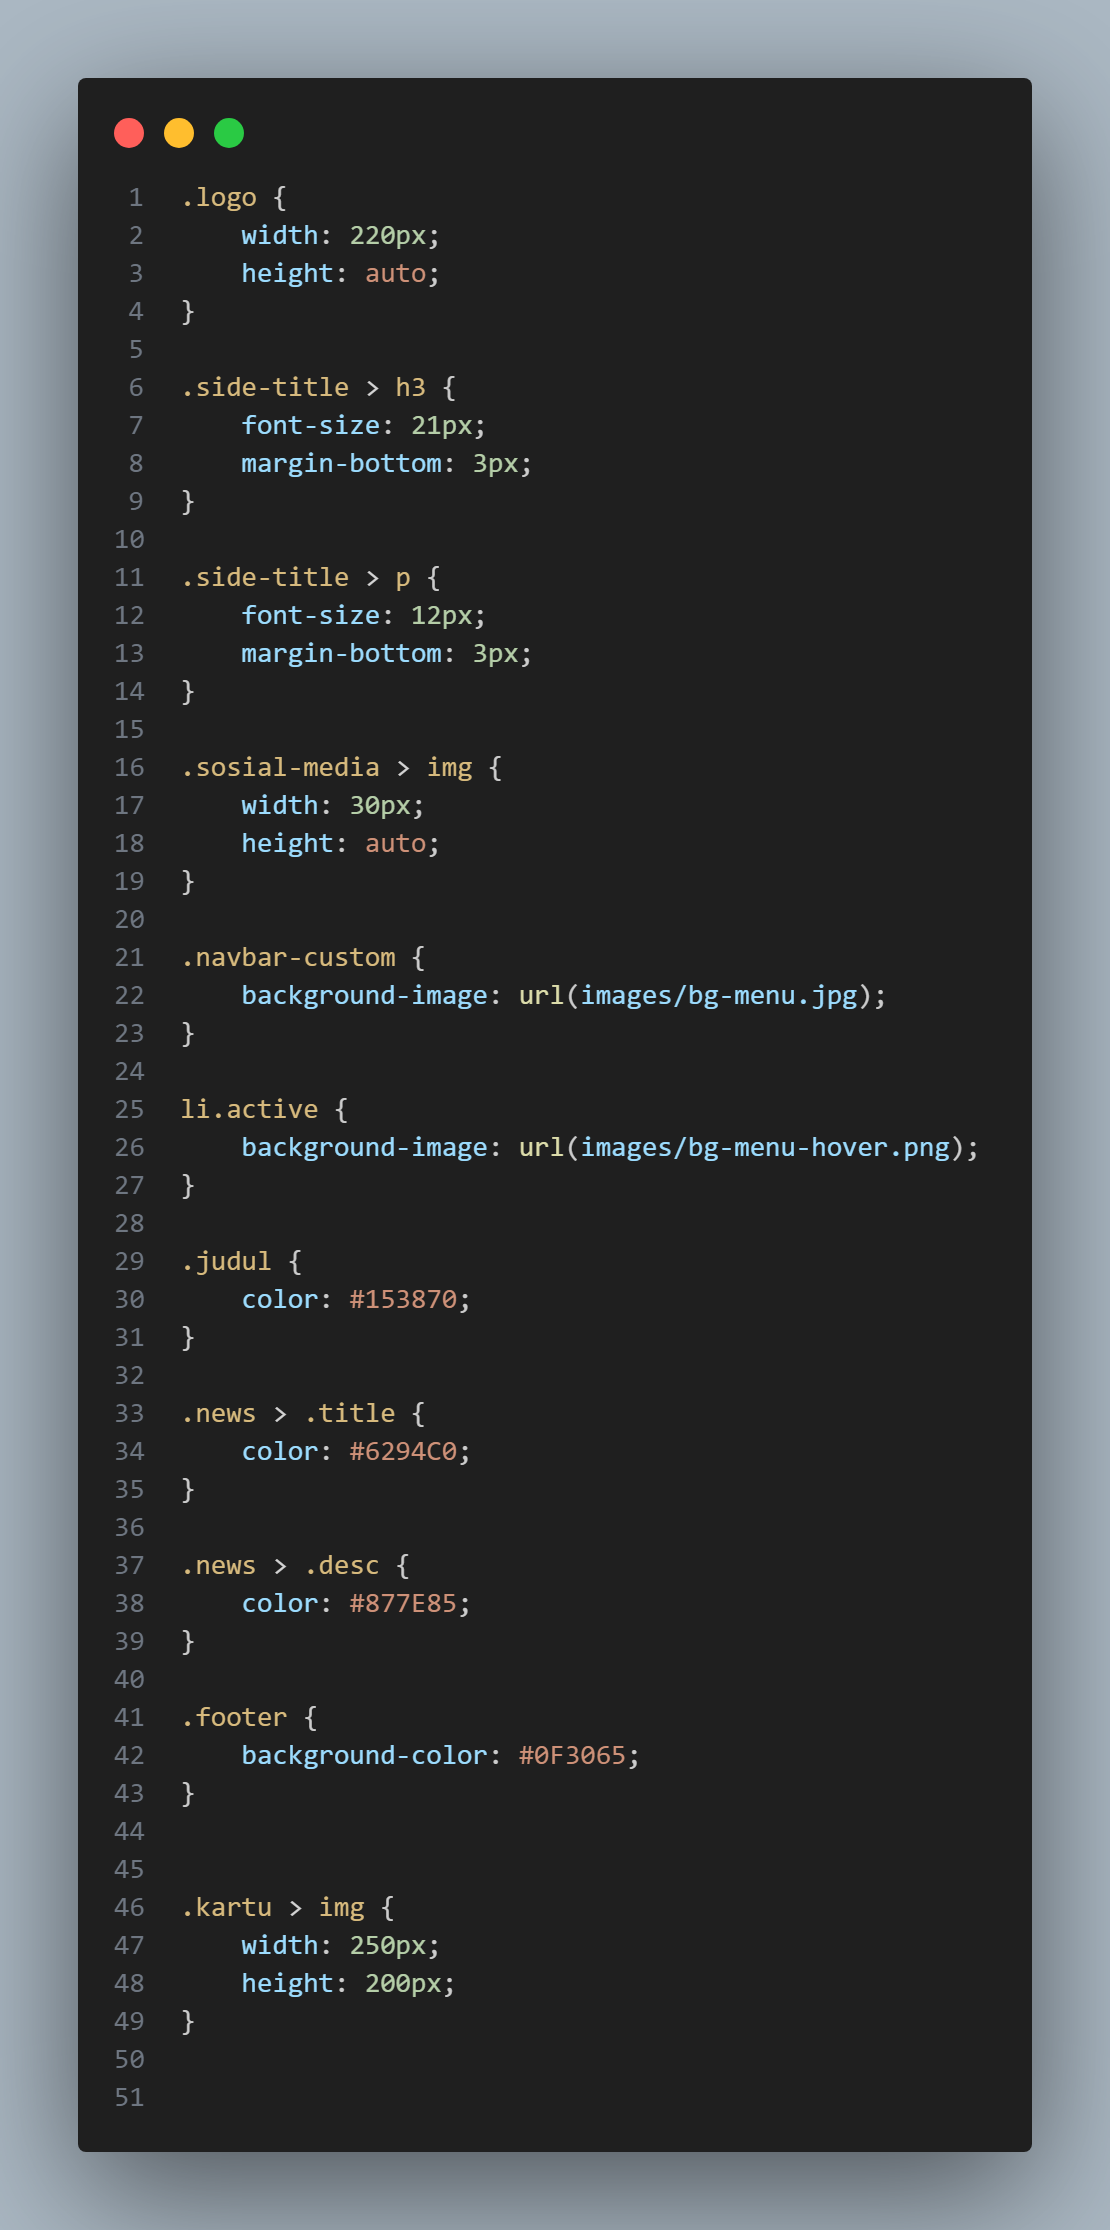 1 .logo {
2     width: 220px;
3     height: auto;
4 }
5
6 .side-title > h3 {
7     font-size: 21px;
8     margin-bottom: 3px;
9 }
10
11 .side-title > p {
12     font-size: 12px;
13     margin-bottom: 3px;
14 }
15
16 .sosial-media > img {
17     width: 30px;
18     height: auto;
19 }
20
21 .navbar-custom {
22     background-image: url(images/bg-menu.jpg);
23 }
24
25 li.active {
26     background-image: url(images/bg-menu-hover.png);
27 }
28
29 .judul {
30     color: #153870;
31 }
32
33 .news > .title {
34     color: #6294C0;
35 }
36
37 .news > .desc {
38     color: #877E85;
39 }
40
41 .footer {
42     background-color: #0F3065;
43 }
44
45
46 .kartu > img {
47     width: 250px;
48     height: 200px;
49 }
50
51